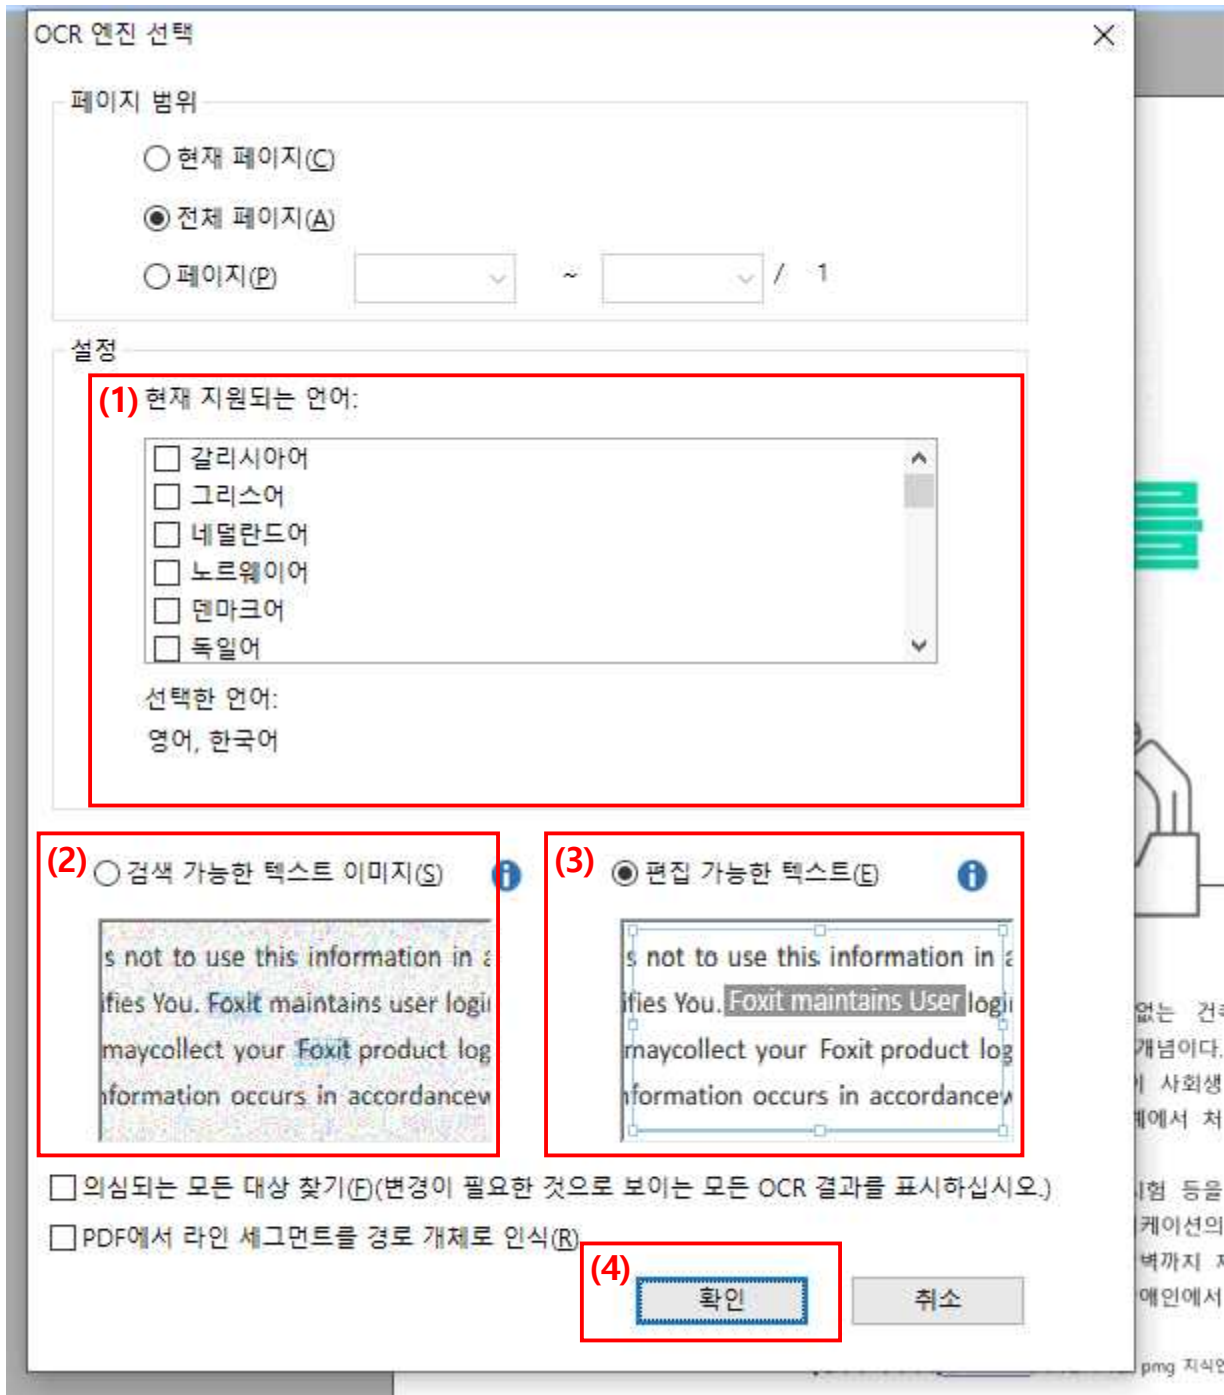 OCR 엔진 선택
페이지 범위
현재 페이지(C)
전체 페이지(A)
페이지(P) ~ / 1
설정
(1) 현재 지원되는 언어:
갈리시아어
그리스어
네덜란드어
노르웨이어
덴마크어
독일어
선택한 언어:
영어, 한국어
(2) 검색 가능한 텍스트 이미지(S)
s not to use this information in a
ifies You. Foxit maintains user logi
maycollect your Foxit product log
formation occurs in accordancew
(3) 편집 가능한 텍스트(E)
s not to use this information in a
ifies You. Foxit maintains User logi
maycollect your Foxit product log
formation occurs in accordancew
없는
개념이다.
사회생
에서 처
의심되는 모든 대상 찾기(F)(변경이 필요한 것으로 보이는 모든 OCR 결과를 표시하십시오.)
PDF에서 라인 세그먼트를 경로 개체로 인식(R)
험 등을
케이션의
벽까지
애인에서
(4) 확인
취소
pmg 지식